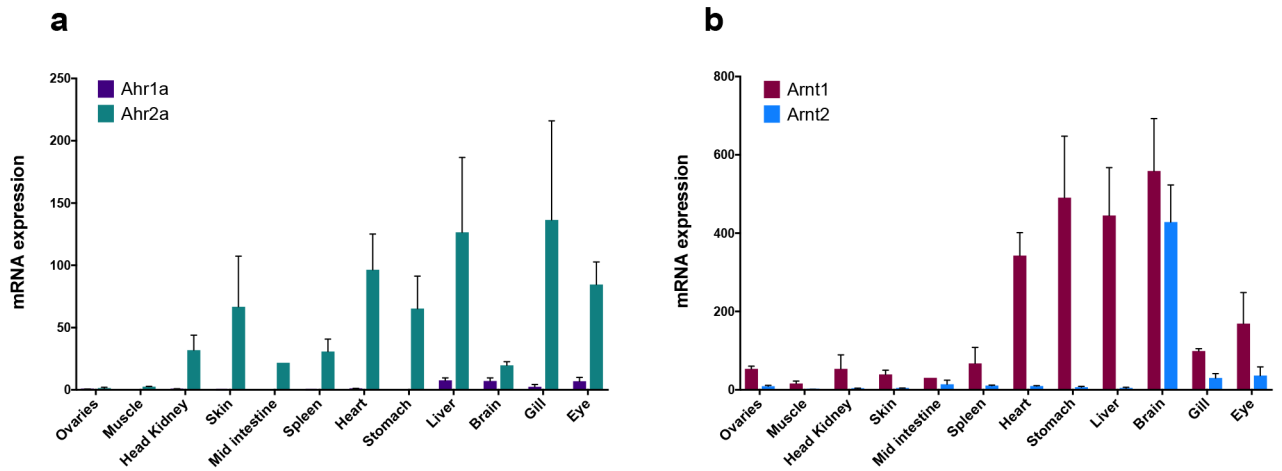 a
mRNA expression
250
200
150
100
50
0
Ahr1a
Ahr2a
Ovaries
Muscle
Head Kidney
Skin
Mid intestine
Spleen
Heart
Stomach
Liver
Brain
Gill
Eye
b
mRNA expression
800
600
400
200
0
Arnt1
Arnt2
Ovaries
Muscle
Head Kidney
Skin
Mid intestine
Spleen
Heart
Stomach
Liver
Brain
Gill
Eye